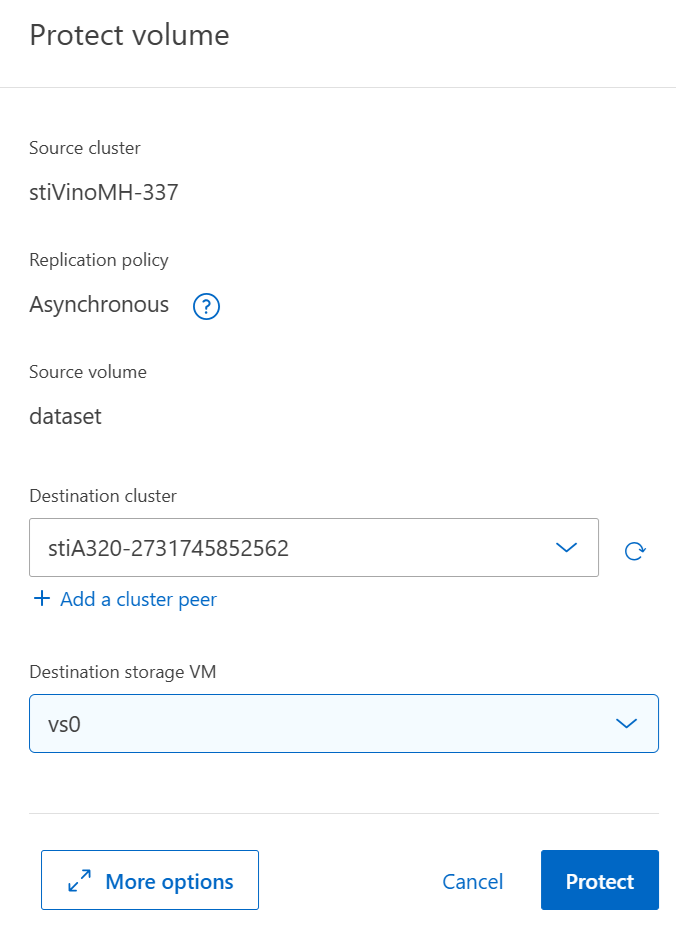 Protect volume
Source cluster
stiVinoMH-337
Replication policy
Asynchronous ?
Source volume
dataset
Destination cluster
stiA320-2731745852562
+ Add a cluster peer
Destination storage VM
vs0
More options Cancel Protect